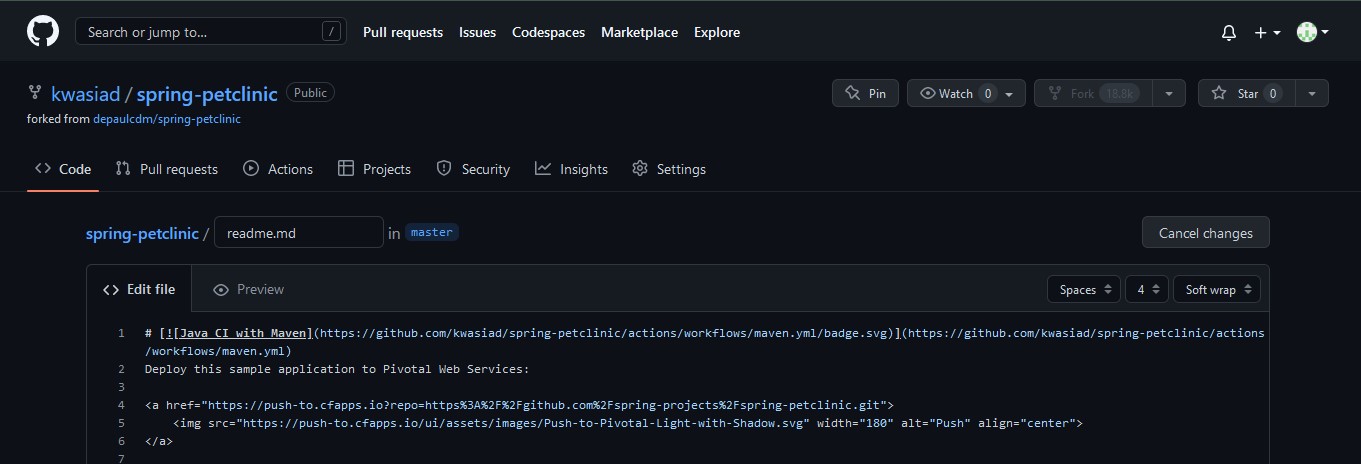 Search or jump to... / Pull requests Issues Codespaces Marketplace Explore
kwasiad / spring-petclinic Public Pin Watch 0 Fork 18.8k Star 0
forked from depaulcdm/spring-petclinic
Code Pull requests Actions Projects Security Insights Settings
spring-petclinic / readme.md in master Cancel changes
Edit file Preview Spaces 4 Soft wrap
1 # [![Java CI with Maven](https://github.com/kwasiad/spring-petclinic/actions/workflows/maven.yml/badge.svg)](https://github.com/kwasiad/spring-petclinic/actions
/workflows/maven.yml)
2 Deploy this sample application to Pivotal Web Services:
3
4 <a href="https://push-to.cfapps.io?repo=https%3A%2F%2Fgithub.com%2Fspring-projects%2Fspring-petclinic.git">
5 <img src="https://push-to.cfapps.io/ui/assets/images/Push-to-Pivotal-Light-with-Shadow.svg" width="180" alt="Push" align="center">
6 </a>
7